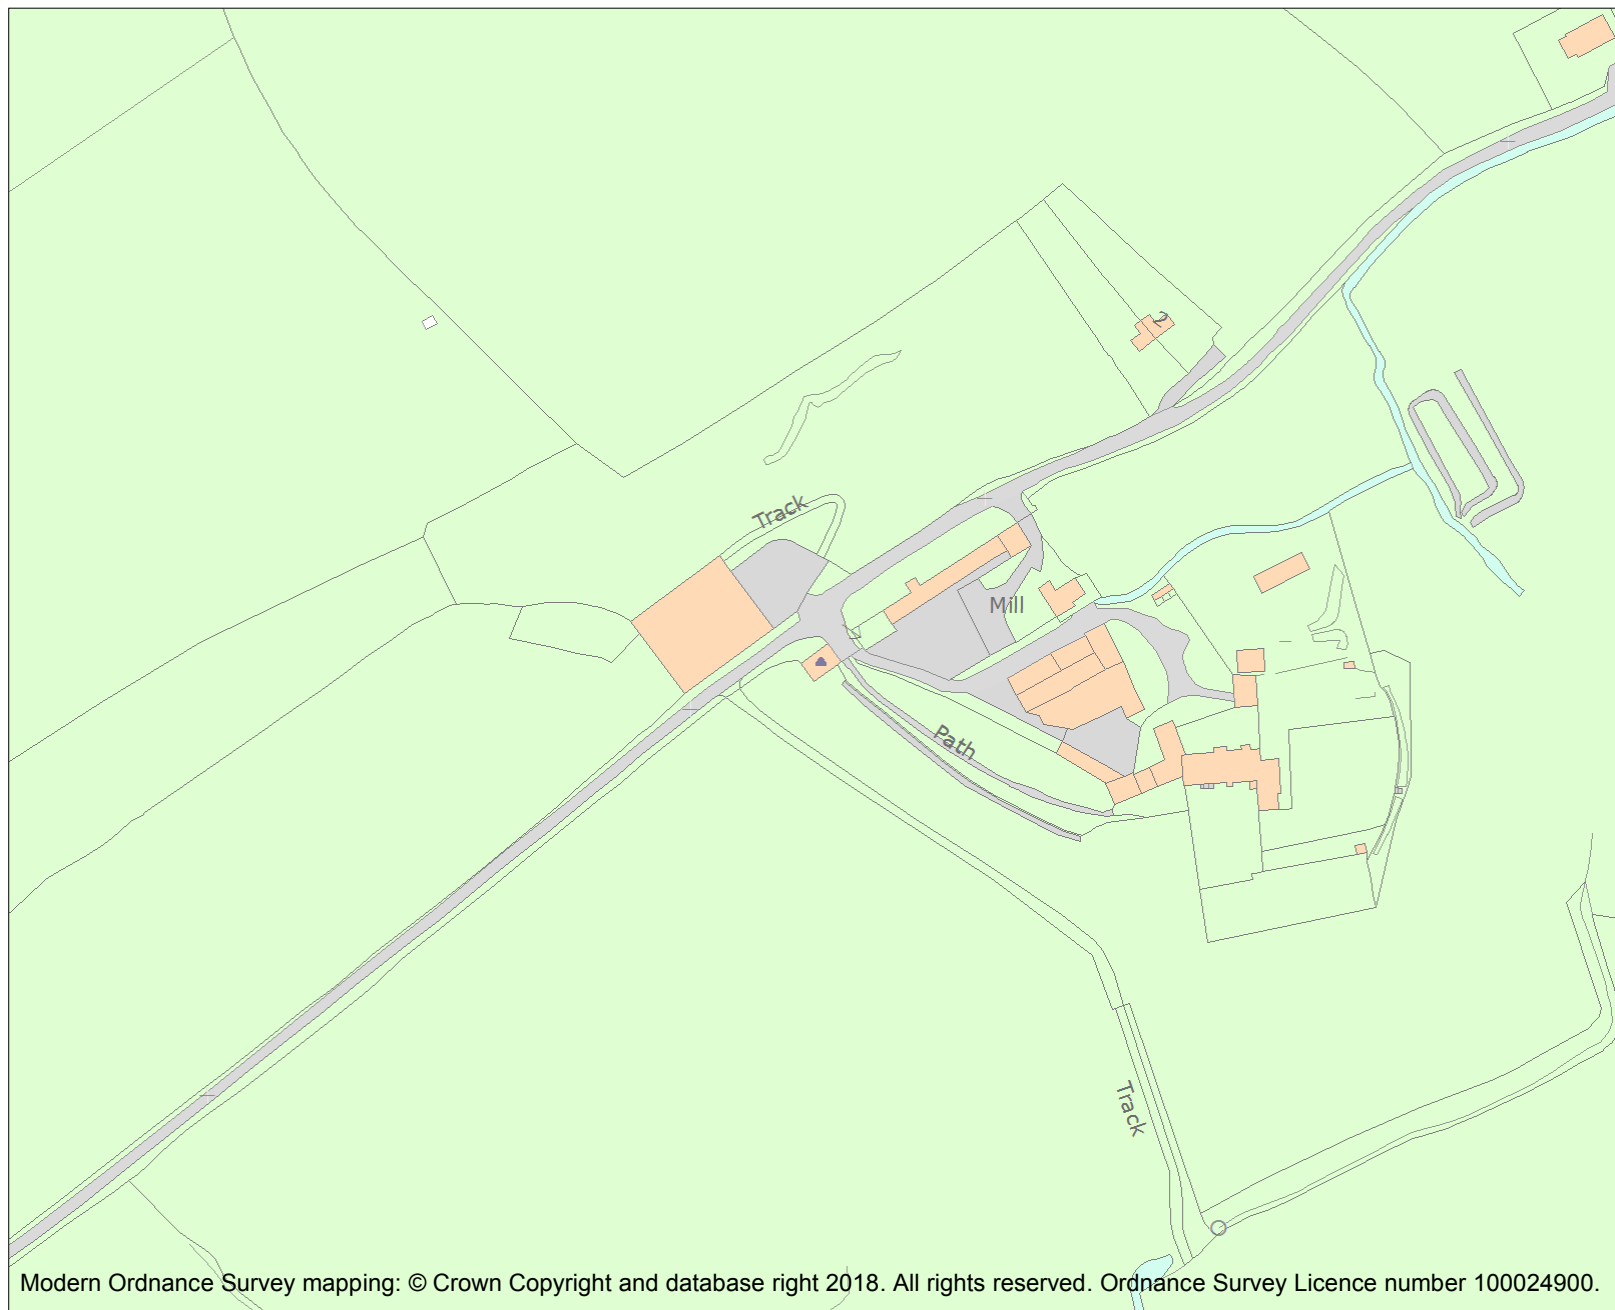 2
Track
Mill
Path
Track
Modern Ordnance Survey mapping: © Crown Copyright and database right 2018. All rights reserved. Ordnance Survey Licence number 100024900.